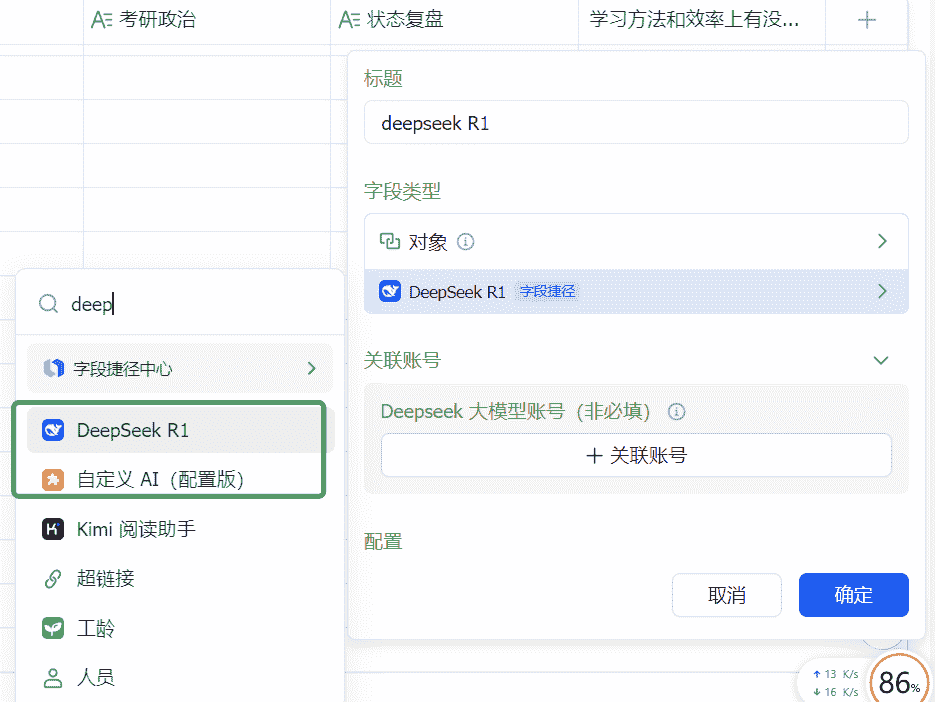 考研政治
状态复盘
学习方法和效率上有没...
标题
deepseek R1
字段类型
对象
DeepSeek R1 字段捷径
关联账号
Deepseek 大模型账号（非必填）
+ 关联账号
配置
取消
确定
deep
字段捷径中心
DeepSeek R1
自定义 AI（配置版）
Kimi 阅读助手
超链接
工龄
人员
↑ 13 K/s
↓ 16 K/s
86%